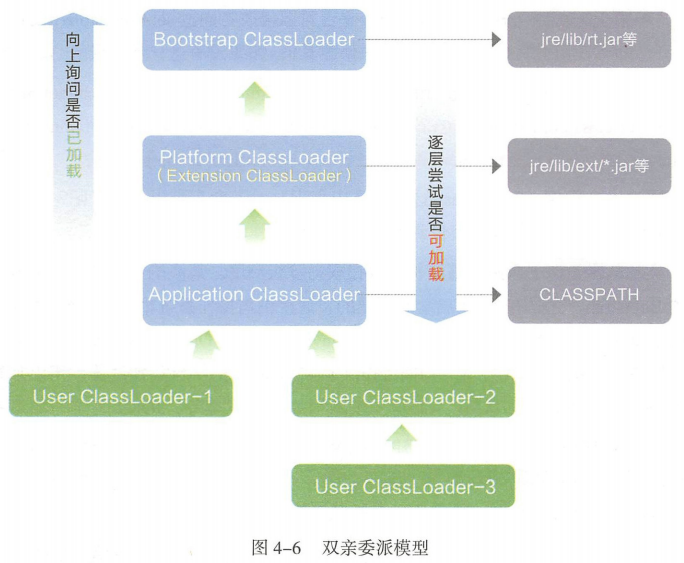 向上询问是否已加载
Bootstrap ClassLoader
jre/lib/rt.jar等
Platform ClassLoader
（Extension ClassLoader）
jre/lib/ext/*.jar等
逐层尝试是否可加载
Application ClassLoader
CLASSPATH
User ClassLoader-1
User ClassLoader-2
User ClassLoader-3
图 4-6 双亲委派模型